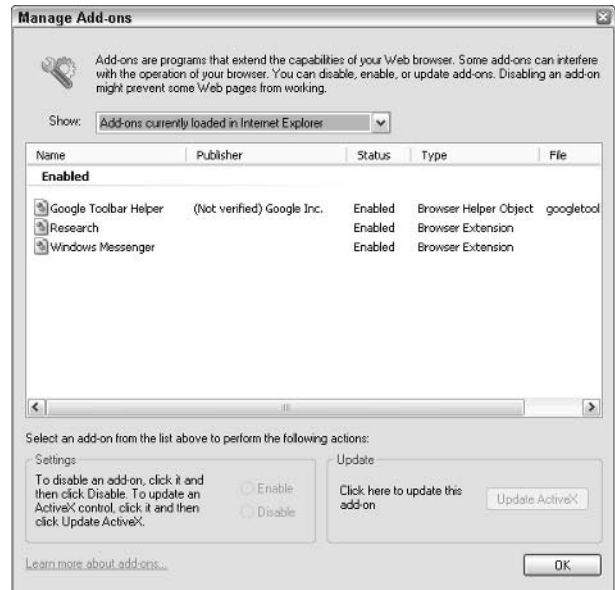 Manage Add-ons
Add-ons are programs that extend the capabilities of your Web browser. Some add-ons can interfere
with the operation of your browser. You can disable, enable, or update add-ons. Disabling an add-on
might prevent some Web pages from working.
Show: Add-ons currently loaded in Internet Explorer
Name Publisher Status Type File
Enabled
Google Toolbar Helper (Not verified) Google Inc. Enabled Browser Helper Object googletool
Research Enabled Browser Extension
Windows Messenger Enabled Browser Extension
Select an add-on from the list above to perform the following actions:
Settings
To disable an add-on, click it and
then click Disable. To update an
ActiveX control, click it and then
click Update ActiveX.
Enable
Disable
Update
Click here to update this
add-on
Update ActiveX
Learn more about add-ons...
OK